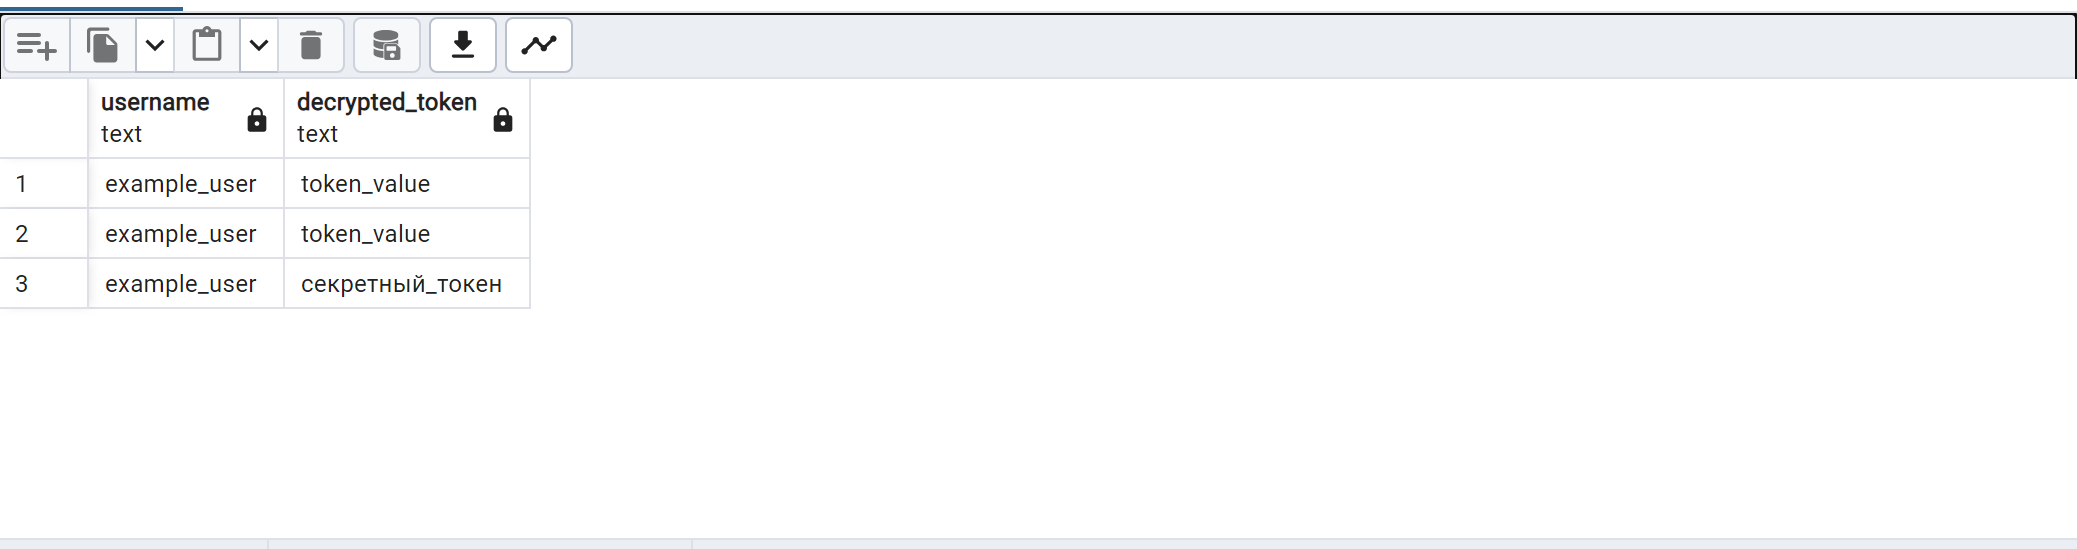 username
text
decrypted_token
text
1 example_user token_value
2 example_user token_value
3 example_user секретный_токен